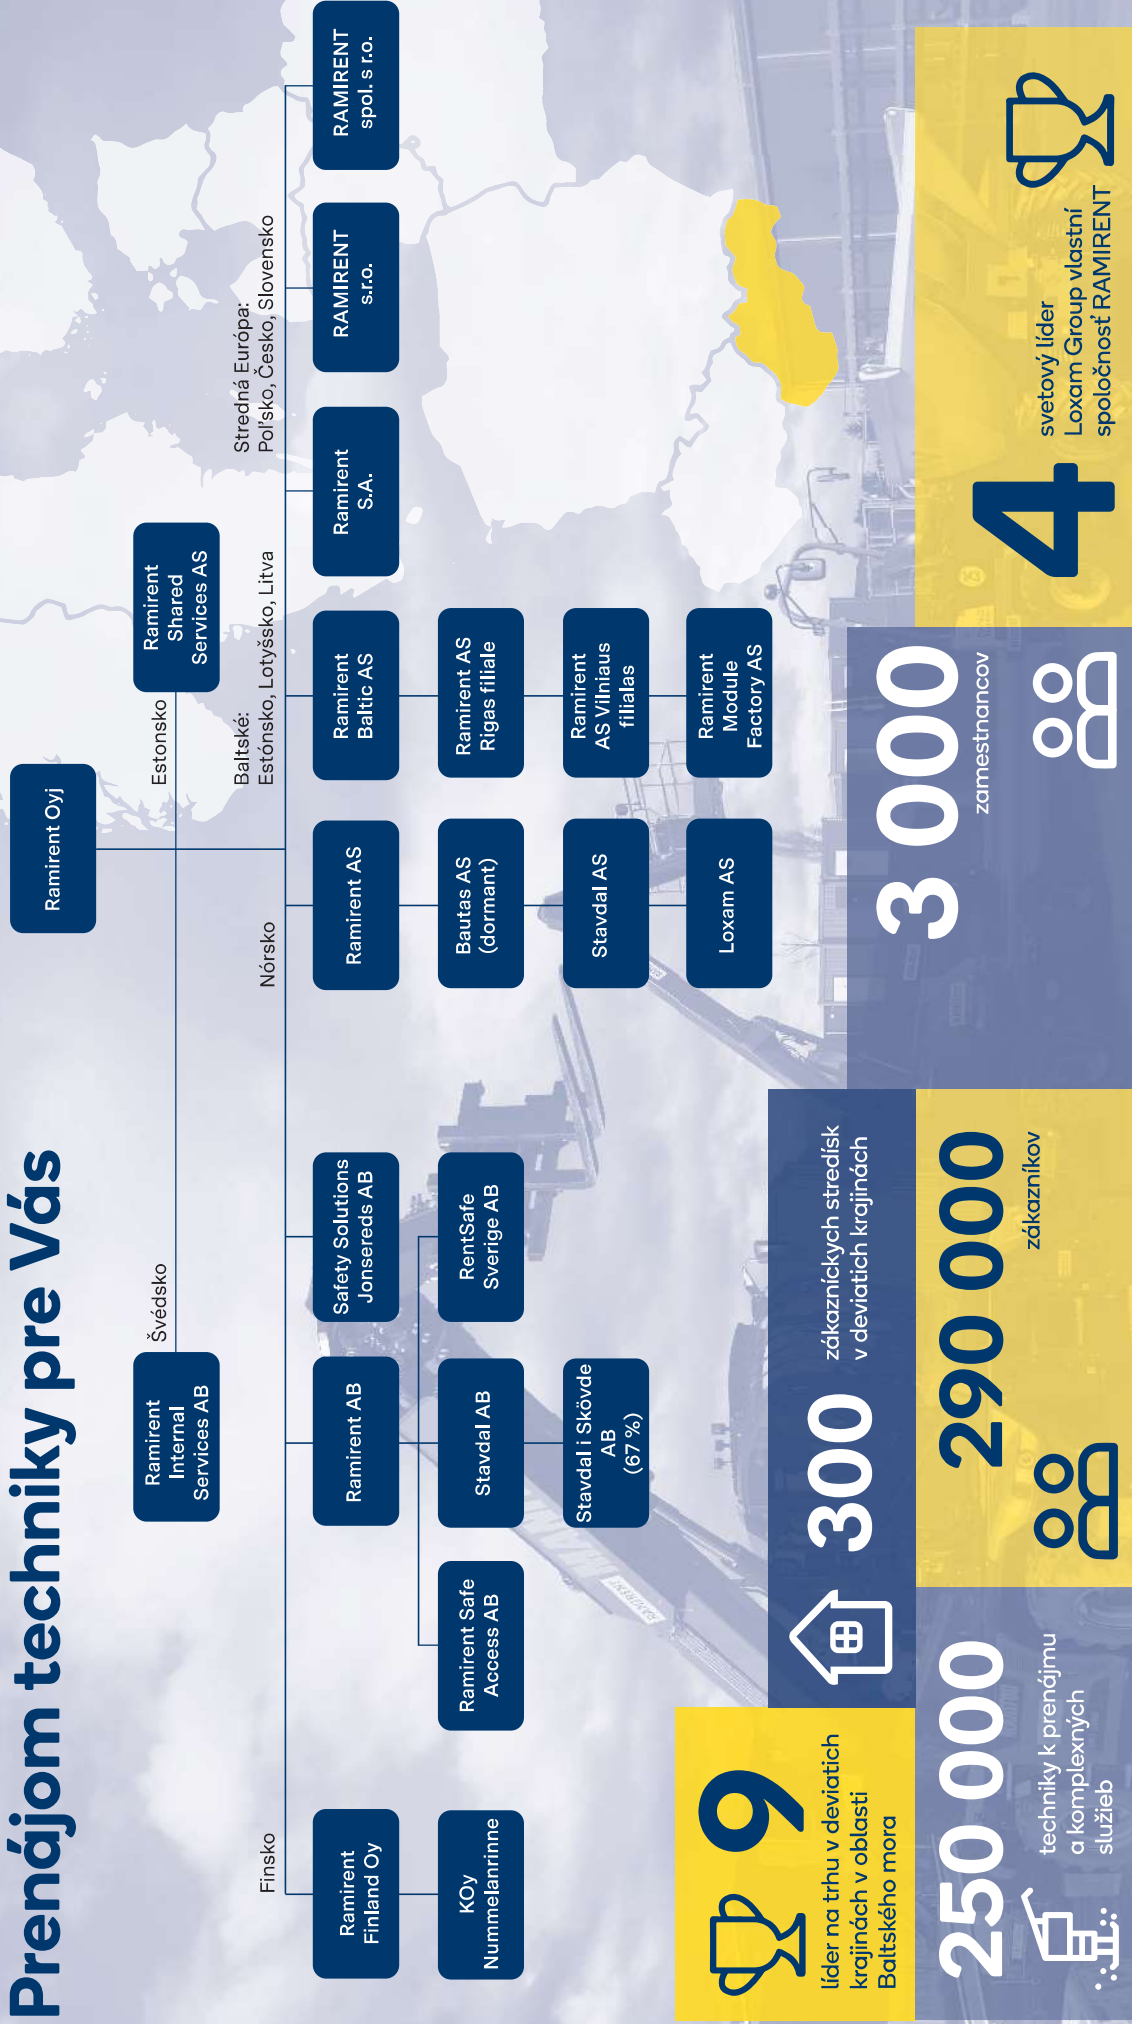 Prenájom techniky pre Vás
Ramirent Oyj
Švédsko
Estonsko
Ramirent
Internal
Services AB
Ramirent
Shared
Services AS
Finsko
Nórsko
Baltské:
Estónsko, Lotyšsko, Litva
Stredná Európa:
Poľsko, Česko, Slovensko
Ramirent
Finland Oy
Ramirent AB
Safety Solutions
Jonsereds AB
Ramirent AS
Ramirent
Baltic AS
Ramirent
S.A.
RAMIRENT
s.r.o.
RAMIRENT
spol. s r.o.
KOy
Nummelanrinne
Ramirent Safe
Access AB
Stavdal AB
RentSafe
Sverige AB
Bautas AS
(dormant)
Ramirent AS
Rigas filiale
Stavdal i Skövde
AB
(67 %)
Stavdal AS
Ramirent
AS Vilniaus
filialas
Loxam AS
Ramirent
Module
Factory AS
RAMIRENT
9
líder na trhu v deviatich
krajinách v oblasti
Baltského mora
300
zákazníckych stredísk
v deviatich krajinách
3 000
zamestnancov
250 000
techniky k prenájmu
a komplexných
služieb
290 000
zákazníkov
4
svetový líder
Loxam Group vlastní
spoločnosť RAMIRENT